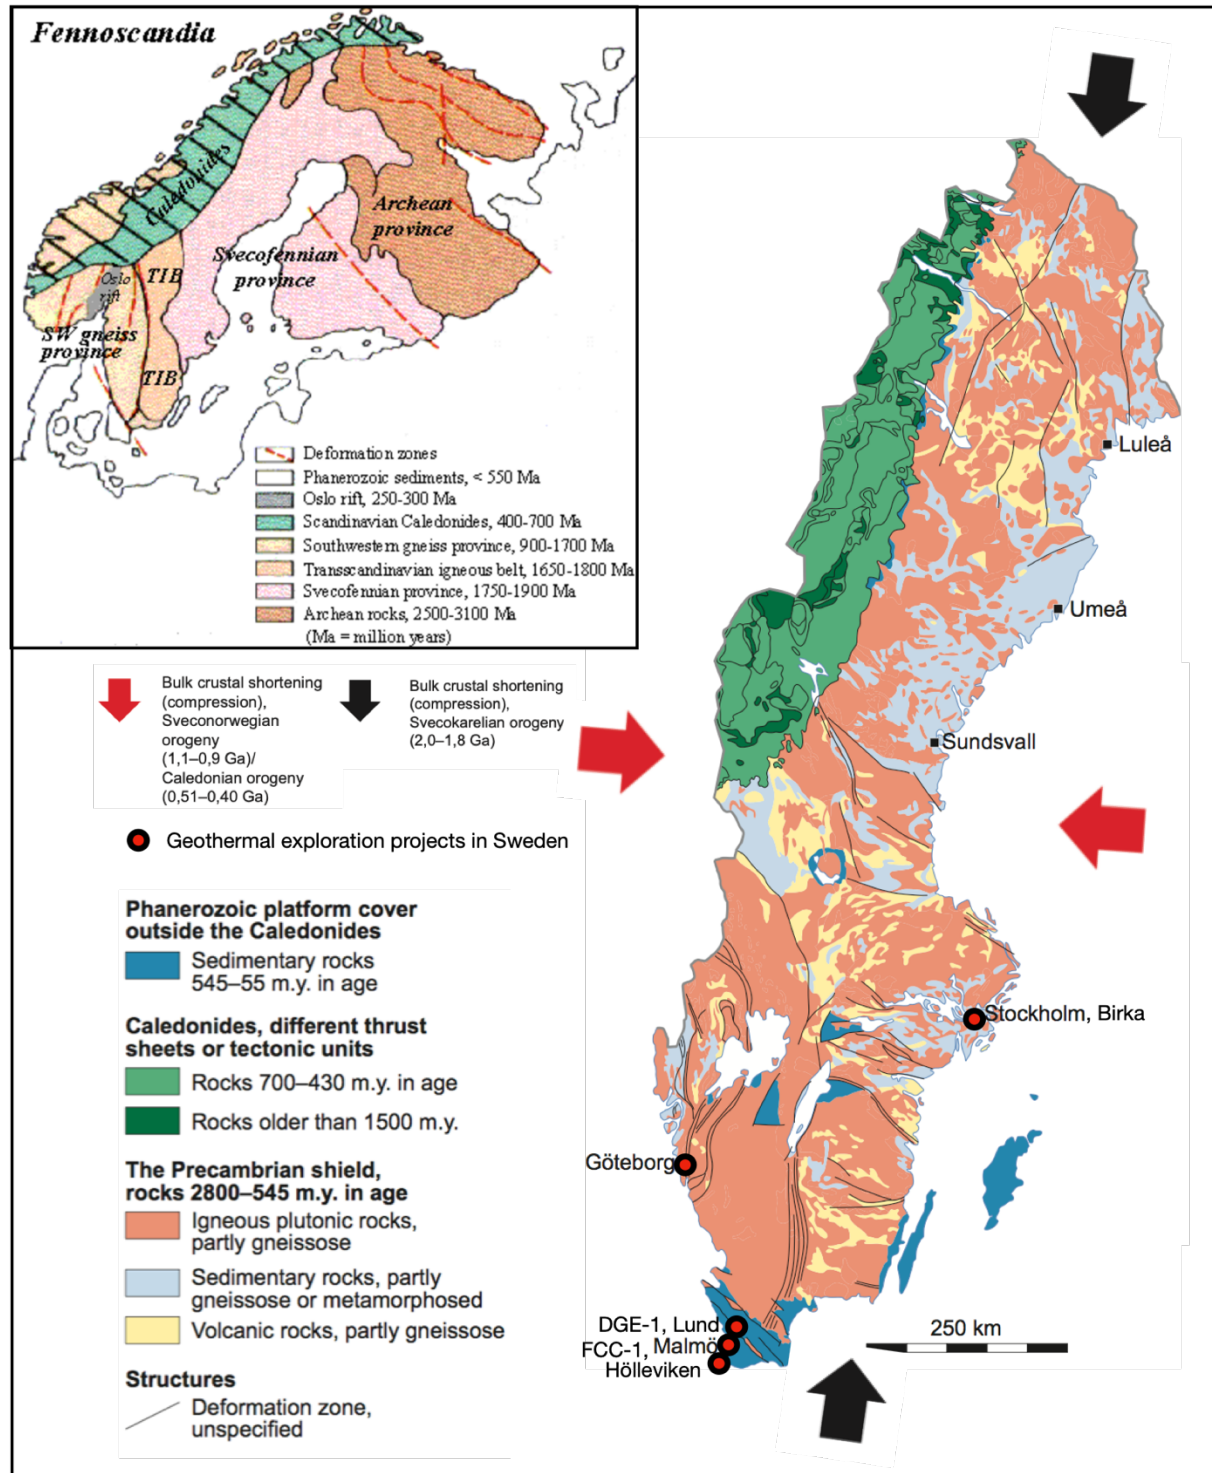 Fennoscandia
Caledonides
Archean
province
Svecofennian
province
TIB
Oslo
rift
SW gneiss
province
TIB
Deformation zones
Phanerozoic sediments, < 550 Ma
Oslo rift, 250-300 Ma
Scandinavian Caledonides, 400-700 Ma
Southwestern gneiss province, 900-1700 Ma
Transscandinavian igneous belt, 1650-1800 Ma
Svecofennian province, 1750-1900 Ma
Archean rocks, 2500-3100 Ma
(Ma = million years)
Bulk crustal shortening
(compression),
Sveconorwegian
orogeny
(1,1–0,9 Ga)/
Caledonian orogeny
(0,51–0,40 Ga)
Bulk crustal shortening
(compression),
Svecokarelian orogeny
(2,0–1,8 Ga)
Geothermal exploration projects in Sweden
Phanerozoic platform cover
outside the Caledonides
Sedimentary rocks
545–55 m.y. in age
Caledonides, different thrust
sheets or tectonic units
Rocks 700–430 m.y. in age
Rocks older than 1500 m.y.
The Precambrian shield,
rocks 2800–545 m.y. in age
Igneous plutonic rocks,
partly gneissose
Sedimentary rocks, partly
gneissose or metamorphosed
Volcanic rocks, partly gneissose
Structures
Deformation zone,
unspecified
Luleå
Umeå
Sundsvall
Stockholm, Birka
Göteborg
DGE-1, Lund
FCC-1, Malmö
Hölleviken
250 km